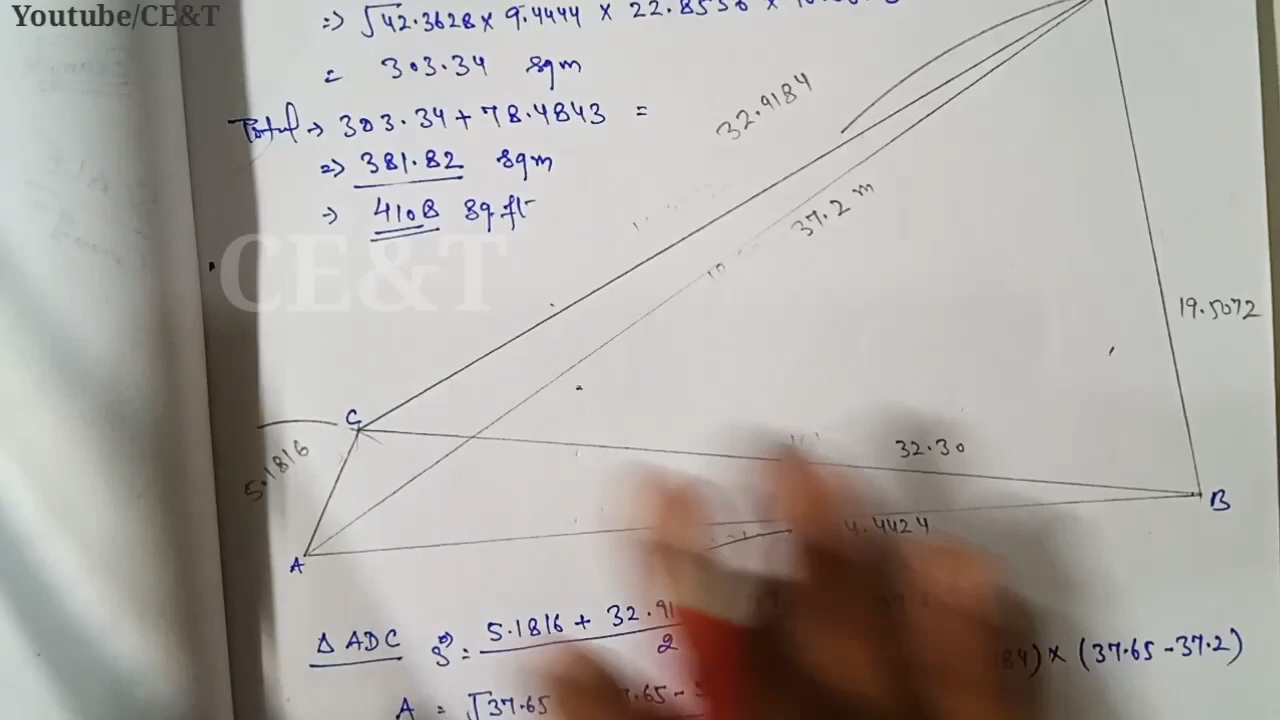 Youtube/CE&T
=> √42.3628 × 9.4444 × 22.8556 ×
= 303.34 sqm
Total → 303.34 + 78.4843 =
=> 381.82 sqm
→ 4108 sq.ft
CE&T
32.9184
37.2 m
19.5072
C
5.1816
32.30
B
4.4424
A
Δ ADC S = 5.1816 + 32.91
2
84) × (37.65 - 37.2)
A = √37.65